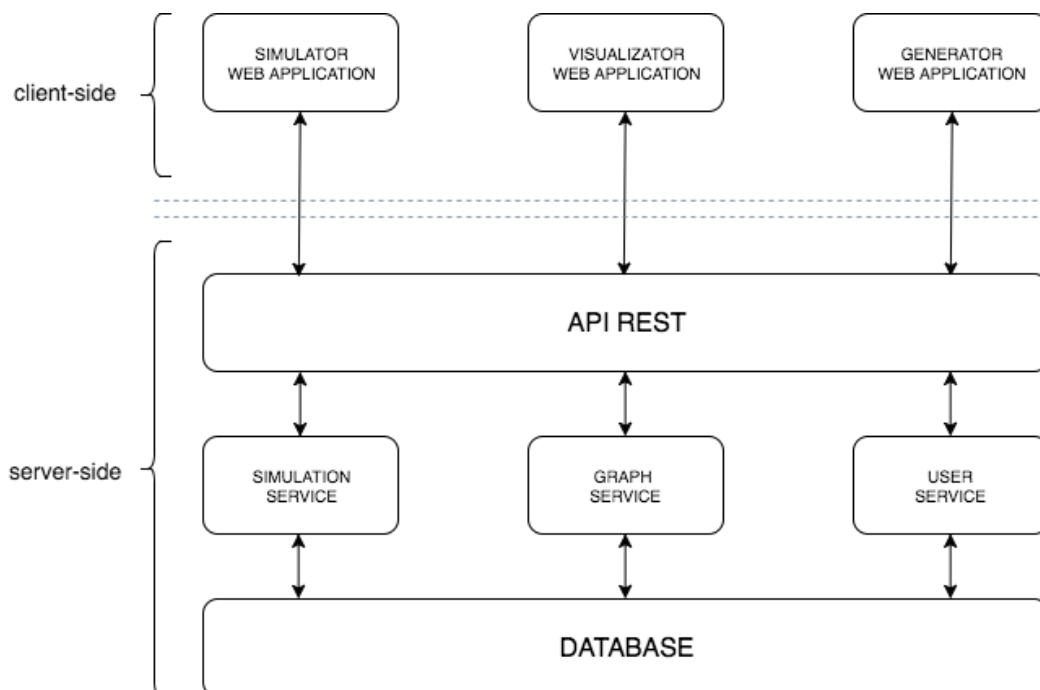 SIMULATOR
WEB APPLICATION
VISUALIZATOR
WEB APPLICATION
GENERATOR
WEB APPLICATION
client-side
API REST
server-side
SIMULATION
SERVICE
GRAPH
SERVICE
USER
SERVICE
DATABASE